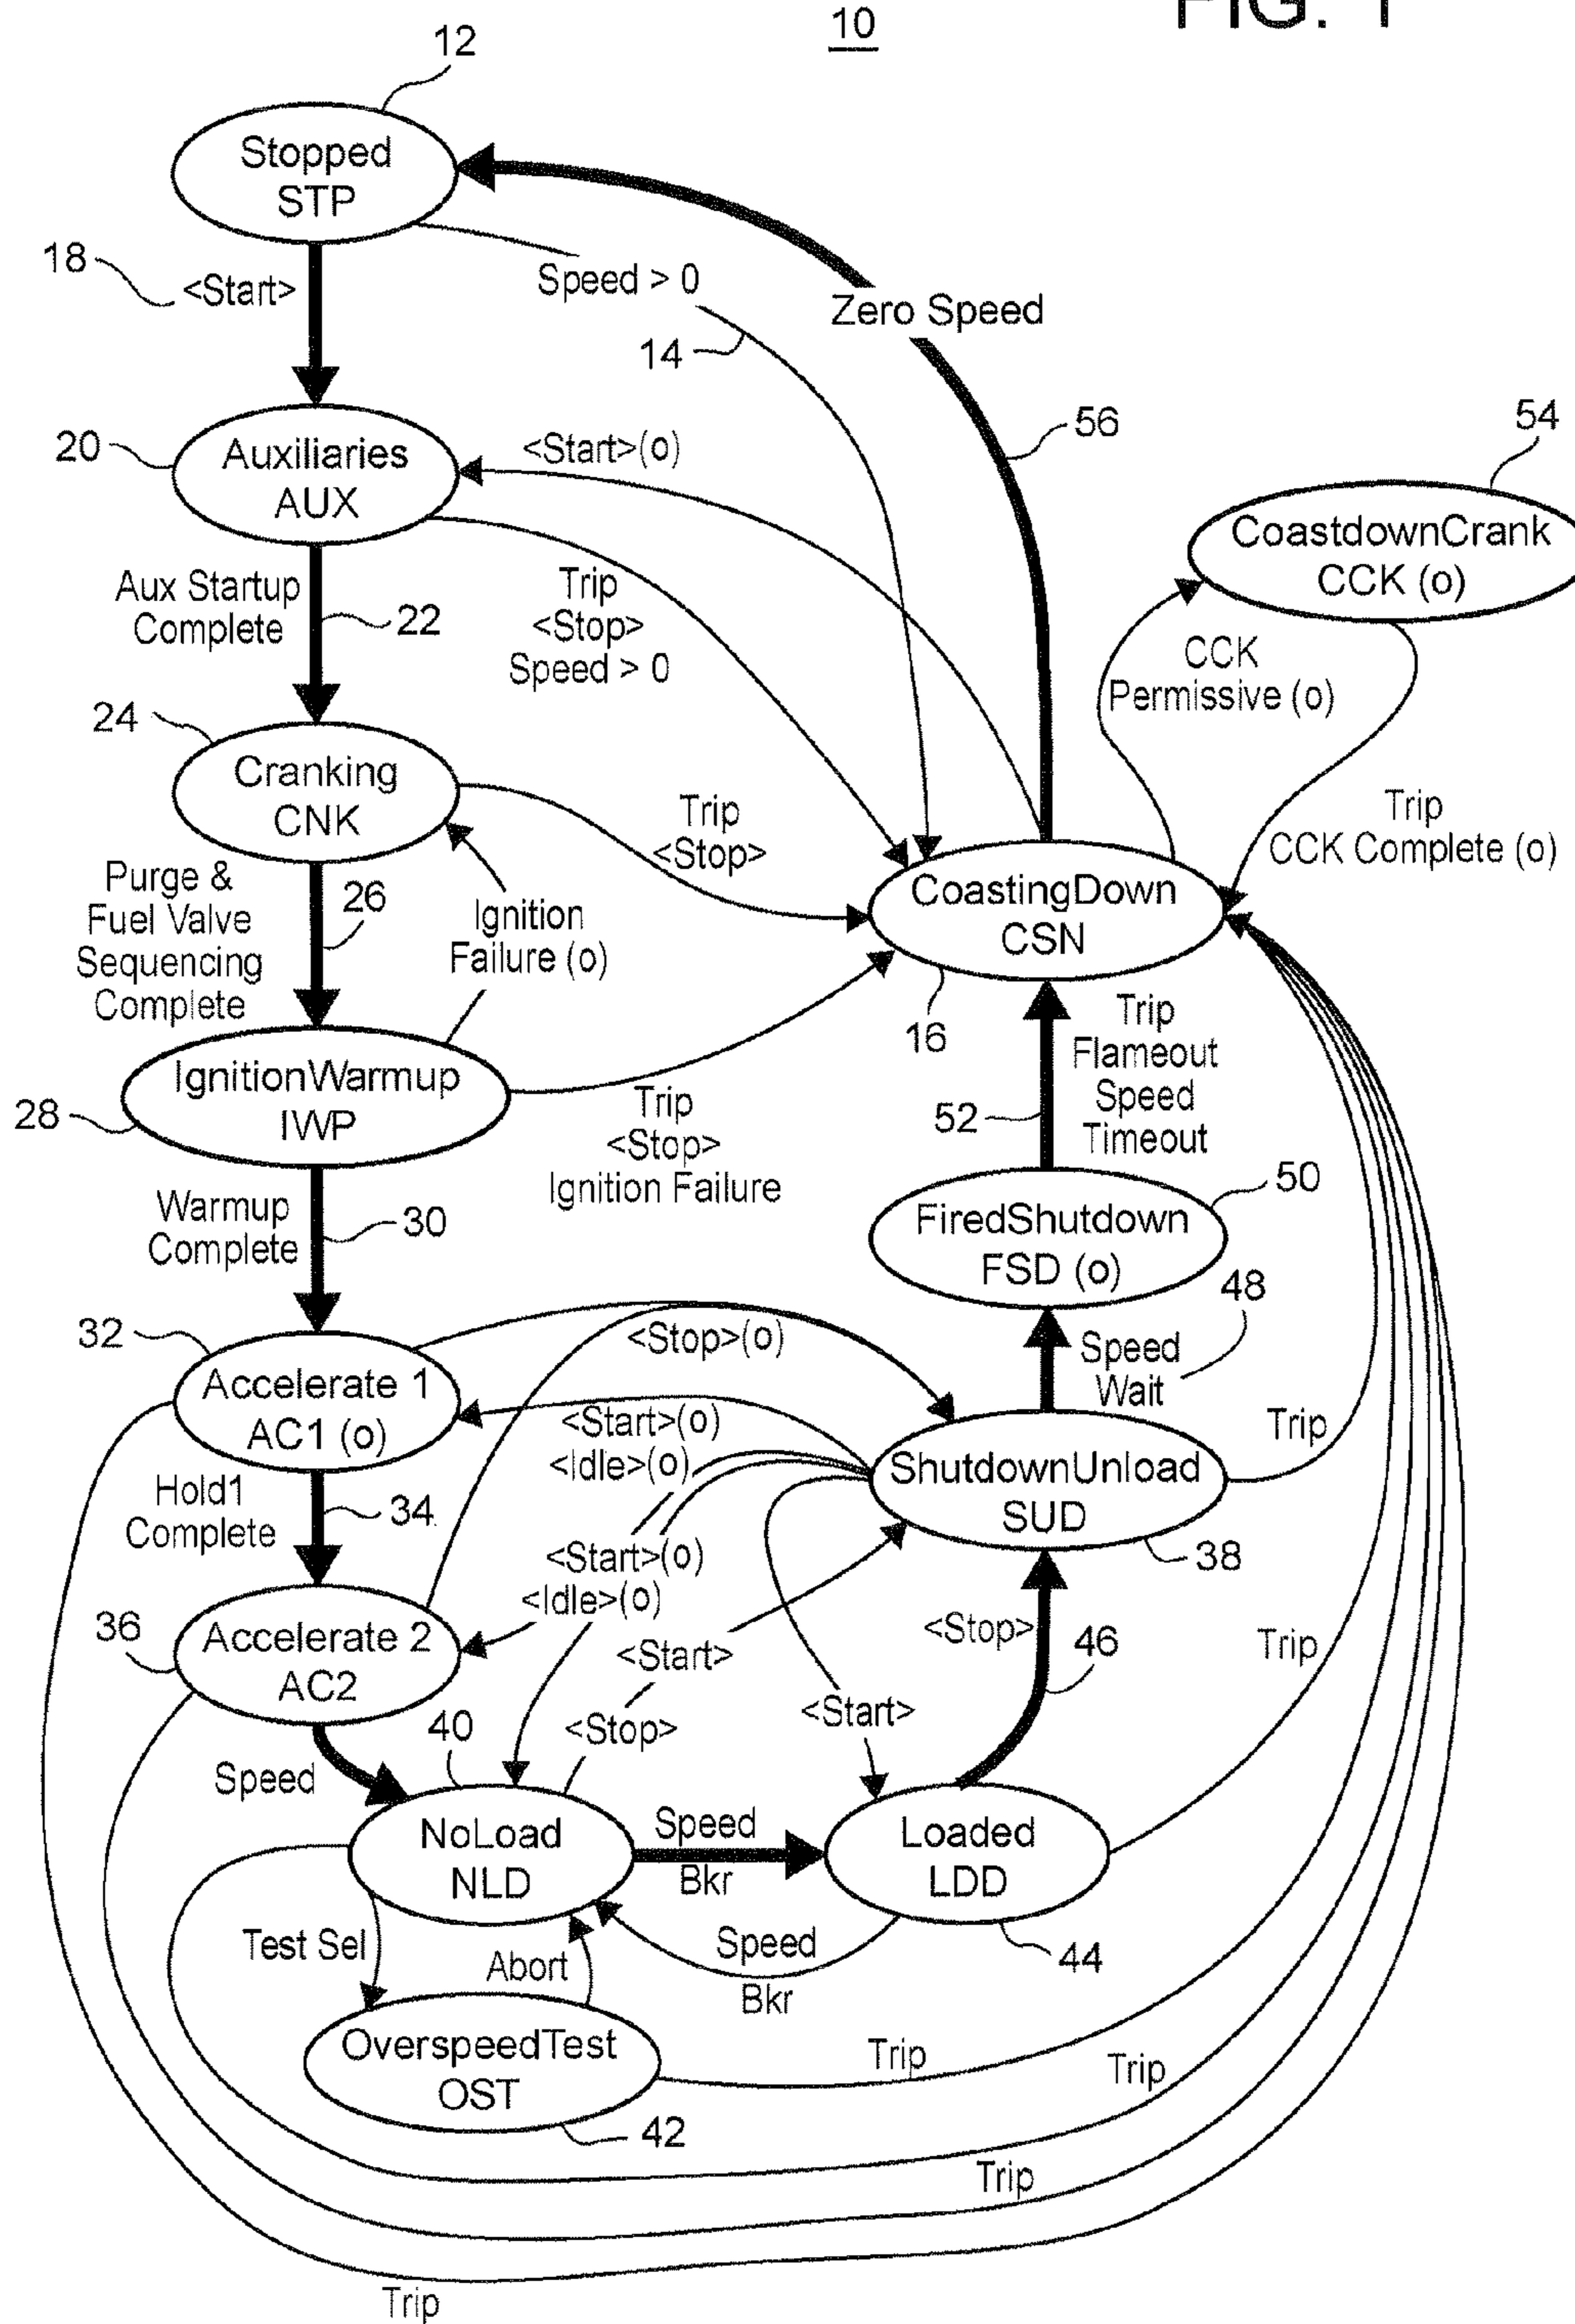 FIG. 1
10
12
Stopped
STP
18
<Start>
Speed > 0
14
Zero Speed
56
20
Auxiliaries
AUX
<Start>(o)
54
CoastdownCrank
CCK (o)
Aux Startup
Complete
22
Trip
<Stop>
Speed > 0
CCK
Permissive (o)
24
Cranking
CNK
Trip
<Stop>
Trip
CCK Complete (o)
Purge &
Fuel Valve
Sequencing
Complete
26
Ignition
Failure (o)
CoastingDown
CSN
16
28
IgnitionWarmup
IWP
Trip
<Stop>
Ignition Failure
Trip
Flameout
Speed
Timeout
52
Warmup
Complete
30
50
FiredShutdown
FSD (o)
48
32
Accelerate 1
AC1 (o)
<Stop>(o)
Speed
Wait
<Start>(o)
<Idle>(o)
ShutdownUnload
SUD
38
Trip
Hold1
Complete
34
<Start>(o)
<Idle>(o)
36
Accelerate 2
AC2
<Start>
<Stop>
46
Trip
<Stop>
<Start>
Speed
40
NoLoad
NLD
Speed
Bkr
Loaded
LDD
44
Test Sel
Abort
Speed
Bkr
OverspeedTest
OST
42
Trip
Trip
Trip
Trip